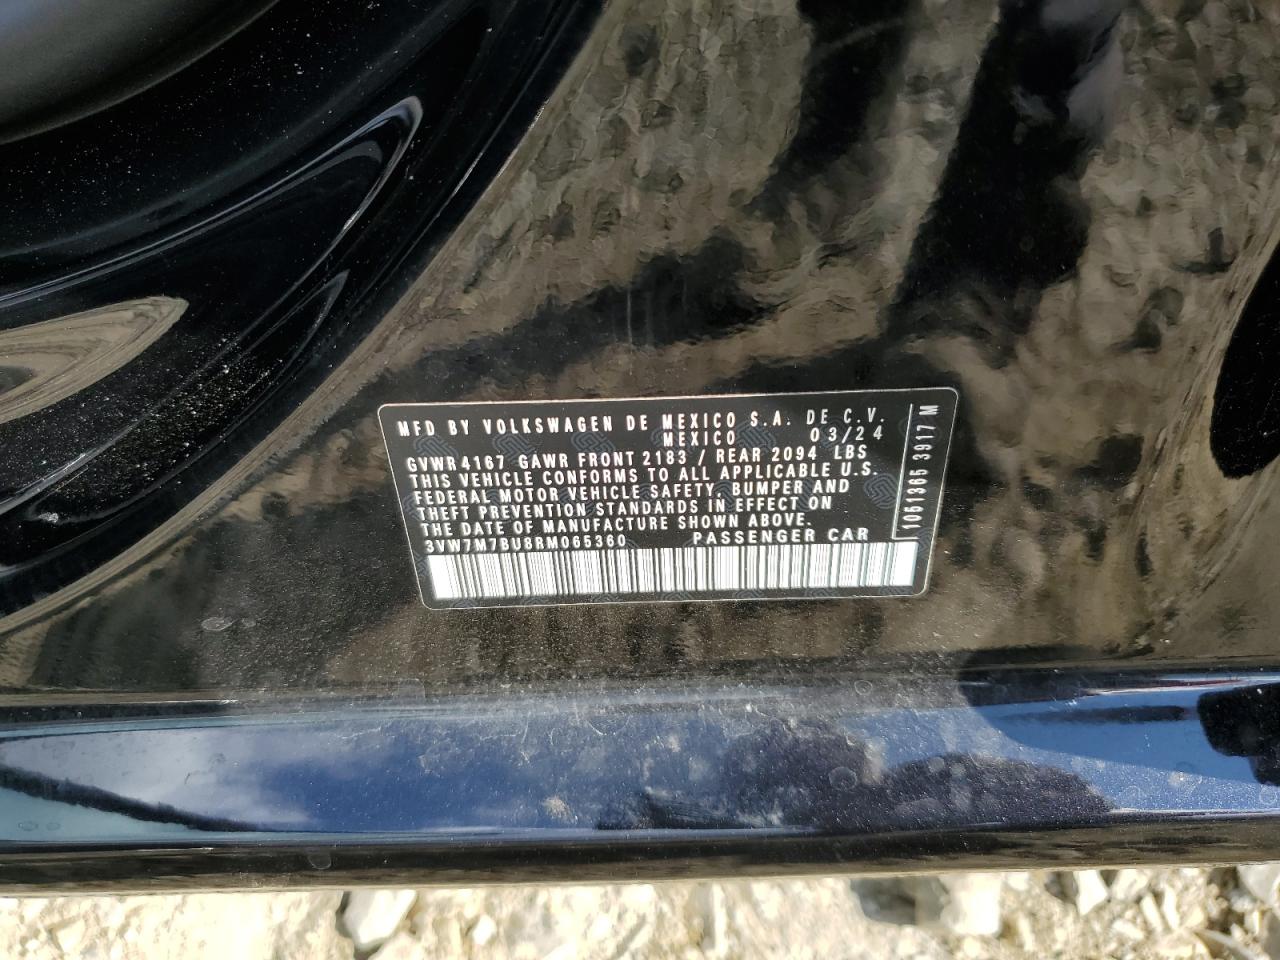 MFD BY VOLKSWAGEN DE MEXICO S.A. DE C.V.
MEXICO 03/24
GVWR 4167 GAWR FRONT 2183 / REAR 2094 LBS
THIS VEHICLE CONFORMS TO ALL APPLICABLE U.S.
FEDERAL MOTOR VEHICLE SAFETY, BUMPER AND
THEFT PREVENTION STANDARDS IN EFFECT ON
THE DATE OF MANUFACTURE SHOWN ABOVE.
3VW7M7BU8RM065360 PASSENGER CAR
1051365 3917 M